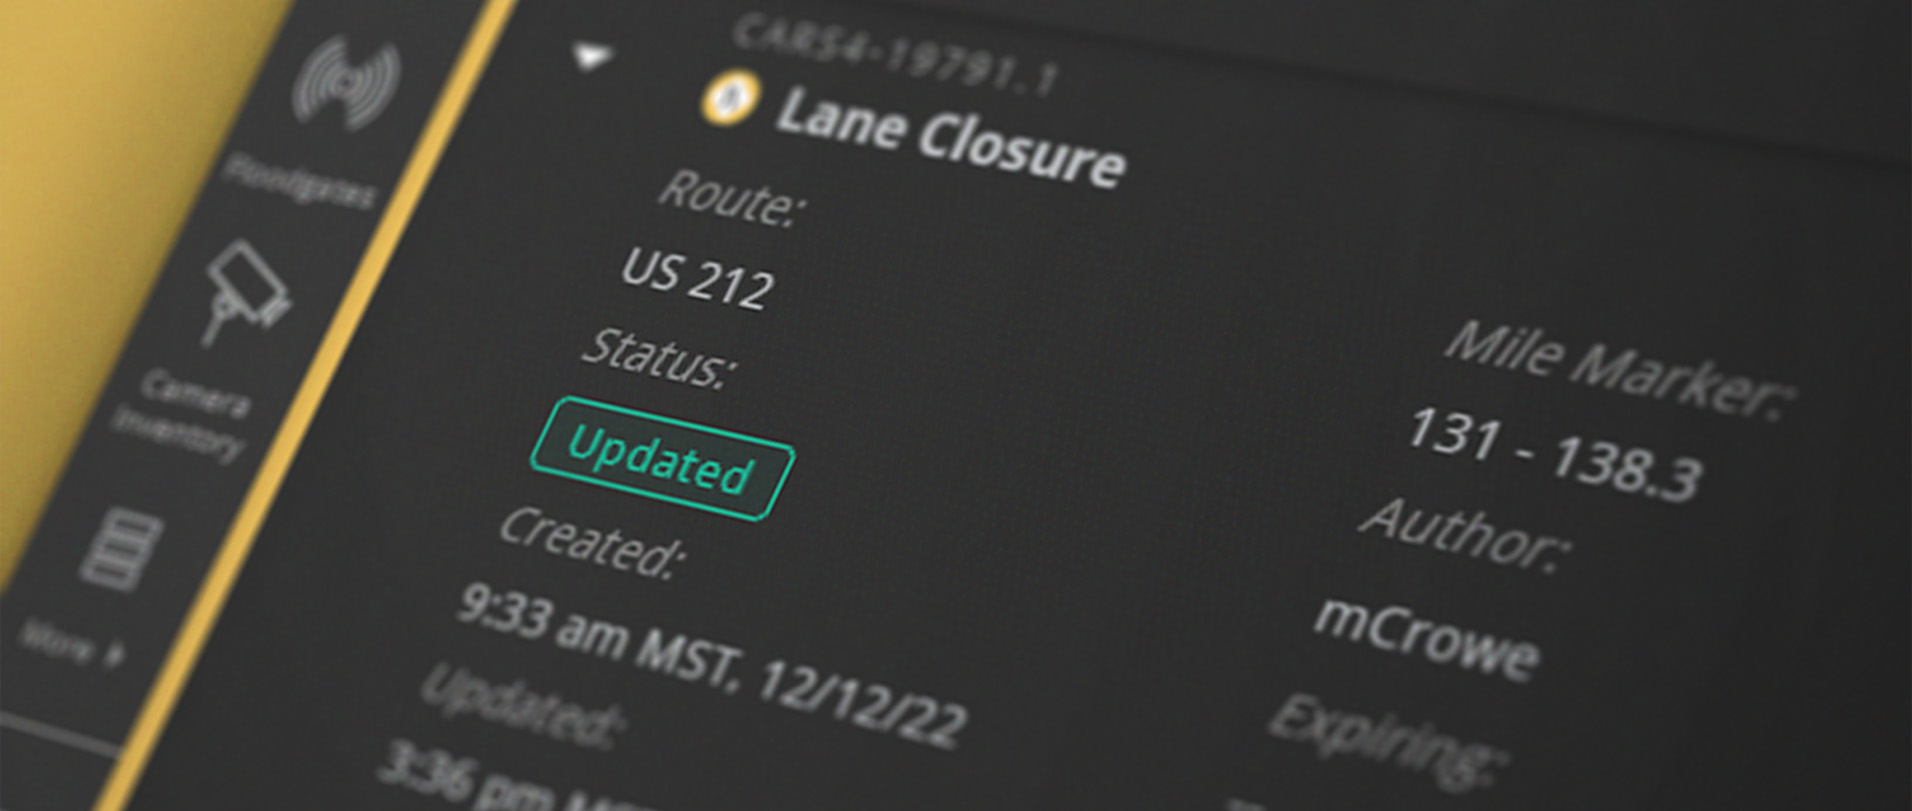 Floodgates
Camera
Inventory
More
CARS4-19791.1
Lane Closure
Route:
US 212
Status:
Updated
Created:
9:33 am MST, 12/12/22
Updated:
3:36 pm
Mile Marker:
131 - 138.3
Author:
mCrowe
Expiring: